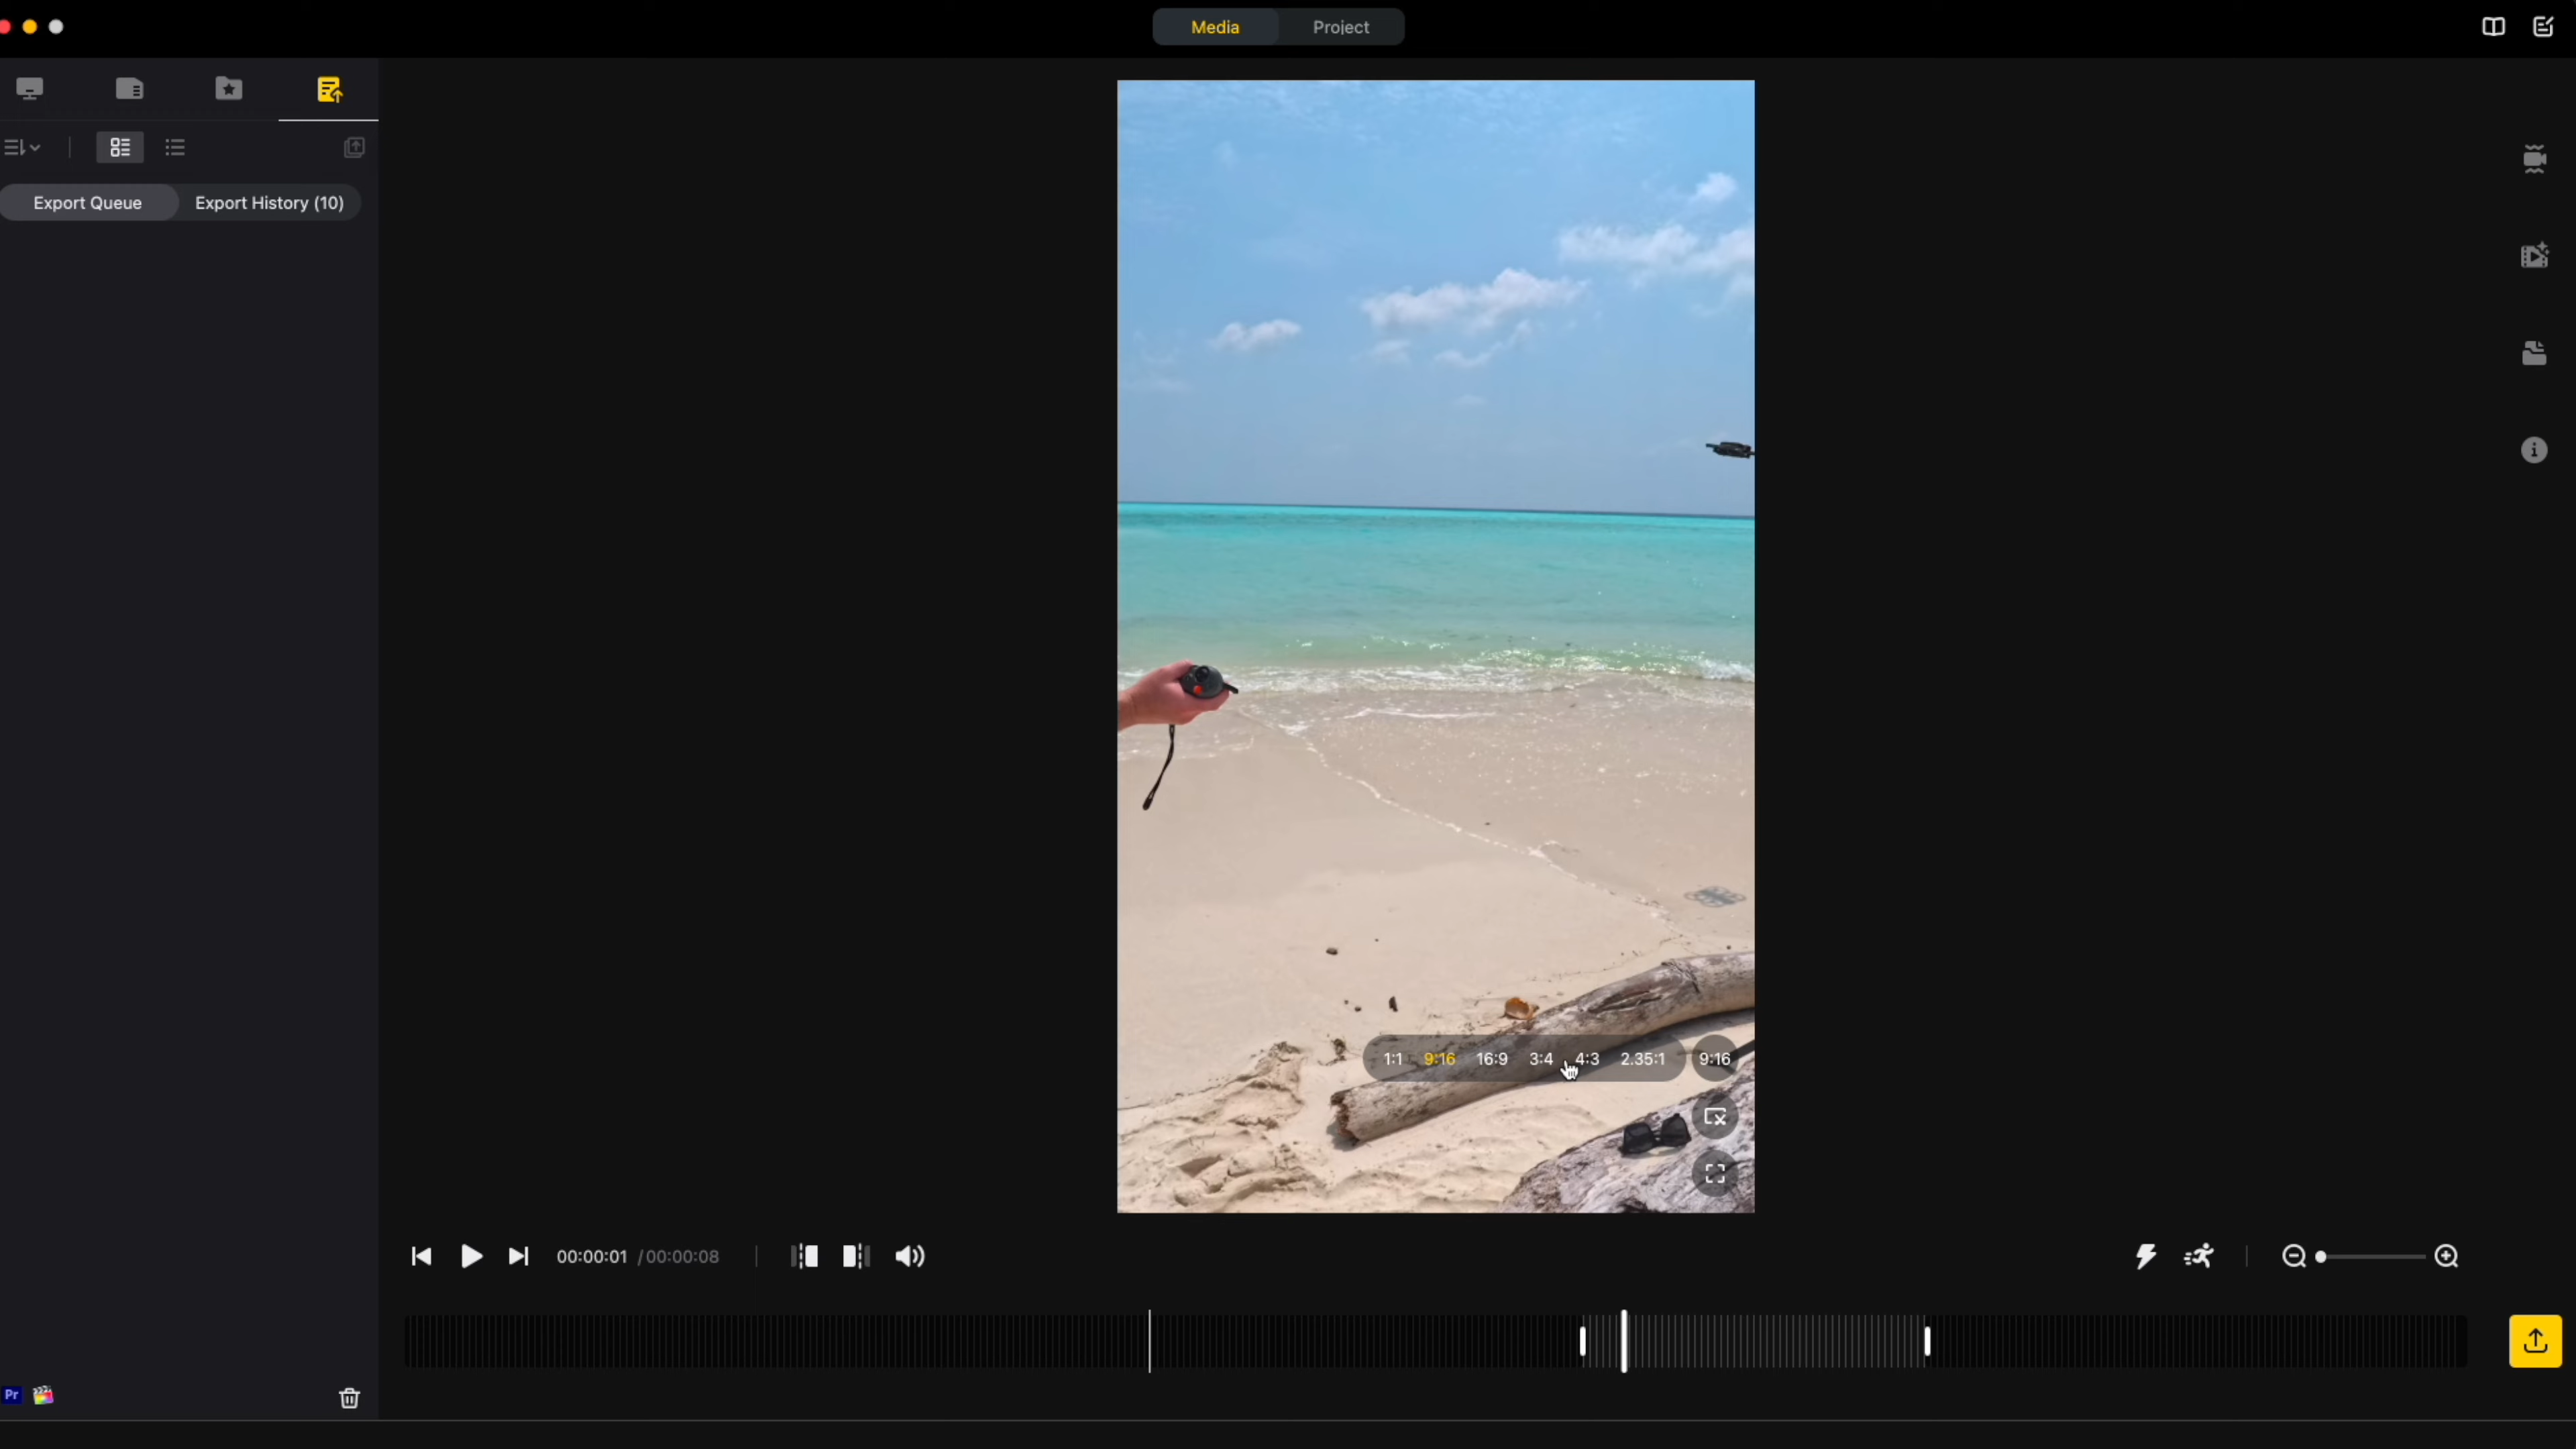 Media Project
Export Queue Export History (10)
1:1 9:16 16:9 3:4 4:3 2.35:1 9:16
00:00:01 / 00:00:08
Pr